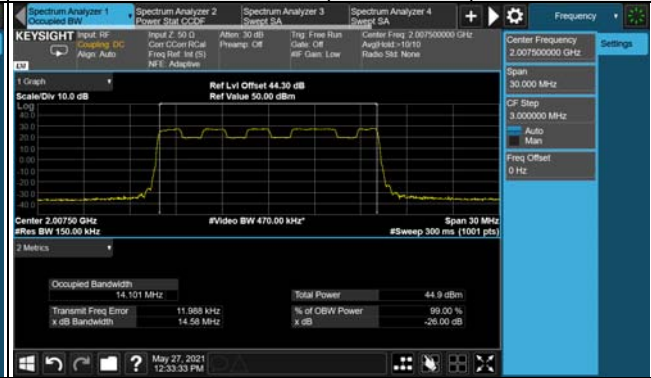 Spectrum Analyzer 1
Occupied BW
Spectrum Analyzer 2
Power Stat CCDF
Spectrum Analyzer 3
Swept SA
Spectrum Analyzer 4
Swept SA
Frequency
KEYSIGHT
Input: RF
Coupling: DC
Align: Auto
Input Z: 50 Ω
Corr CCorr RCal
Freq Ref: Int (S)
NFE: Adaptive
Atten: 30 dB
Preamp: Off
Trig: Free Run
Gate: Off
#IF Gain: Low
Center Freq: 2.007500000 GHz
Avg|Hold:>10/10
Radio Std: None
Center Frequency
2.007500000 GHz
Settings
Span
30.000 MHz
CF Step
3.000000 MHz
Auto
Man
Freq Offset
0 Hz
1 Graph
Scale/Div 10.0 dB
Ref Lvl Offset 44.30 dB
Ref Value 50.00 dBm
Log
40.0
30.0
20.0
10.0
0.00
-10.0
-20.0
-30.0
-40.0
Center 2.00750 GHz
#Res BW 150.00 kHz
#Video BW 470.00 kHz*
Span 30 MHz
#Sweep 300 ms (1001 pts)
2 Metrics
Occupied Bandwidth
14.101 MHz
Total Power 44.9 dBm
Transmit Freq Error 11.988 kHz
% of OBW Power 99.00 %
x dB Bandwidth 14.58 MHz
x dB -26.00 dB
May 27, 2021
12:33:33 PM